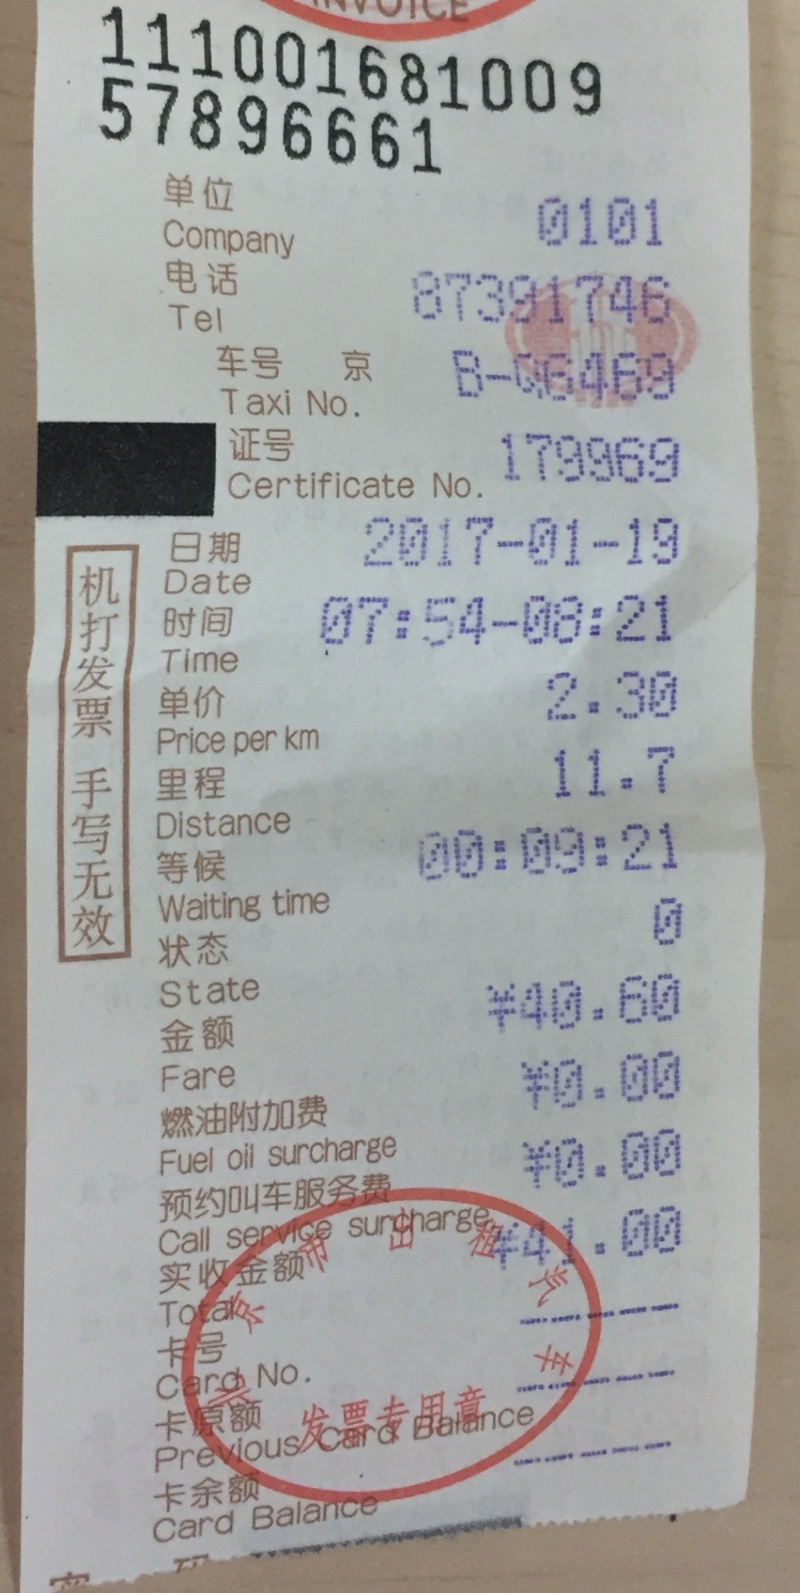 INVOICE
111001681009
57896661
单位 0101
Company
电话 87391746
Tel
车号 京 B-Q6469
Taxi No.
证号 179969
Certificate No.
日期 2017-01-19
Date
时间 07:54-08:21
Time
单价 2.30
Price per km
里程 11.7
Distance
等候 00:09:21
Waiting time
状态 0
State
金额 ¥40.60
Fare
燃油附加费 ¥0.00
Fuel oil surcharge
预约叫车服务费 ¥0.00
Call service surcharge
实收金额 ¥41.00
Total
卡号 ------
Card No.
卡原额 ------
Previous Card Balance
卡余额 ------
Card Balance
机打发票 手写无效
北京市出租汽车
发票专用章